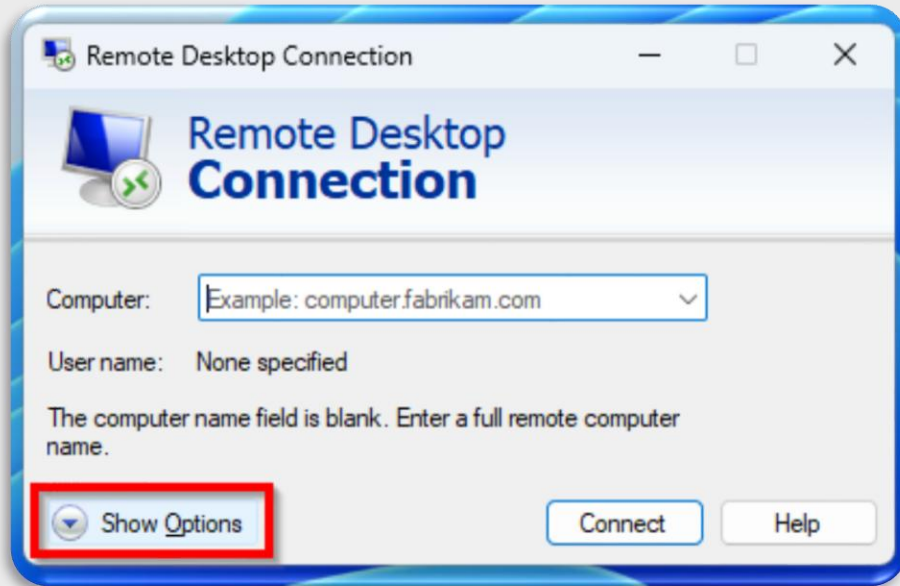 Remote Desktop Connection
Remote Desktop
Connection
Computer: Example: computer.fabrikam.com
User name: None specified
The computer name field is blank. Enter a full remote computer
name.
Show Options Connect Help